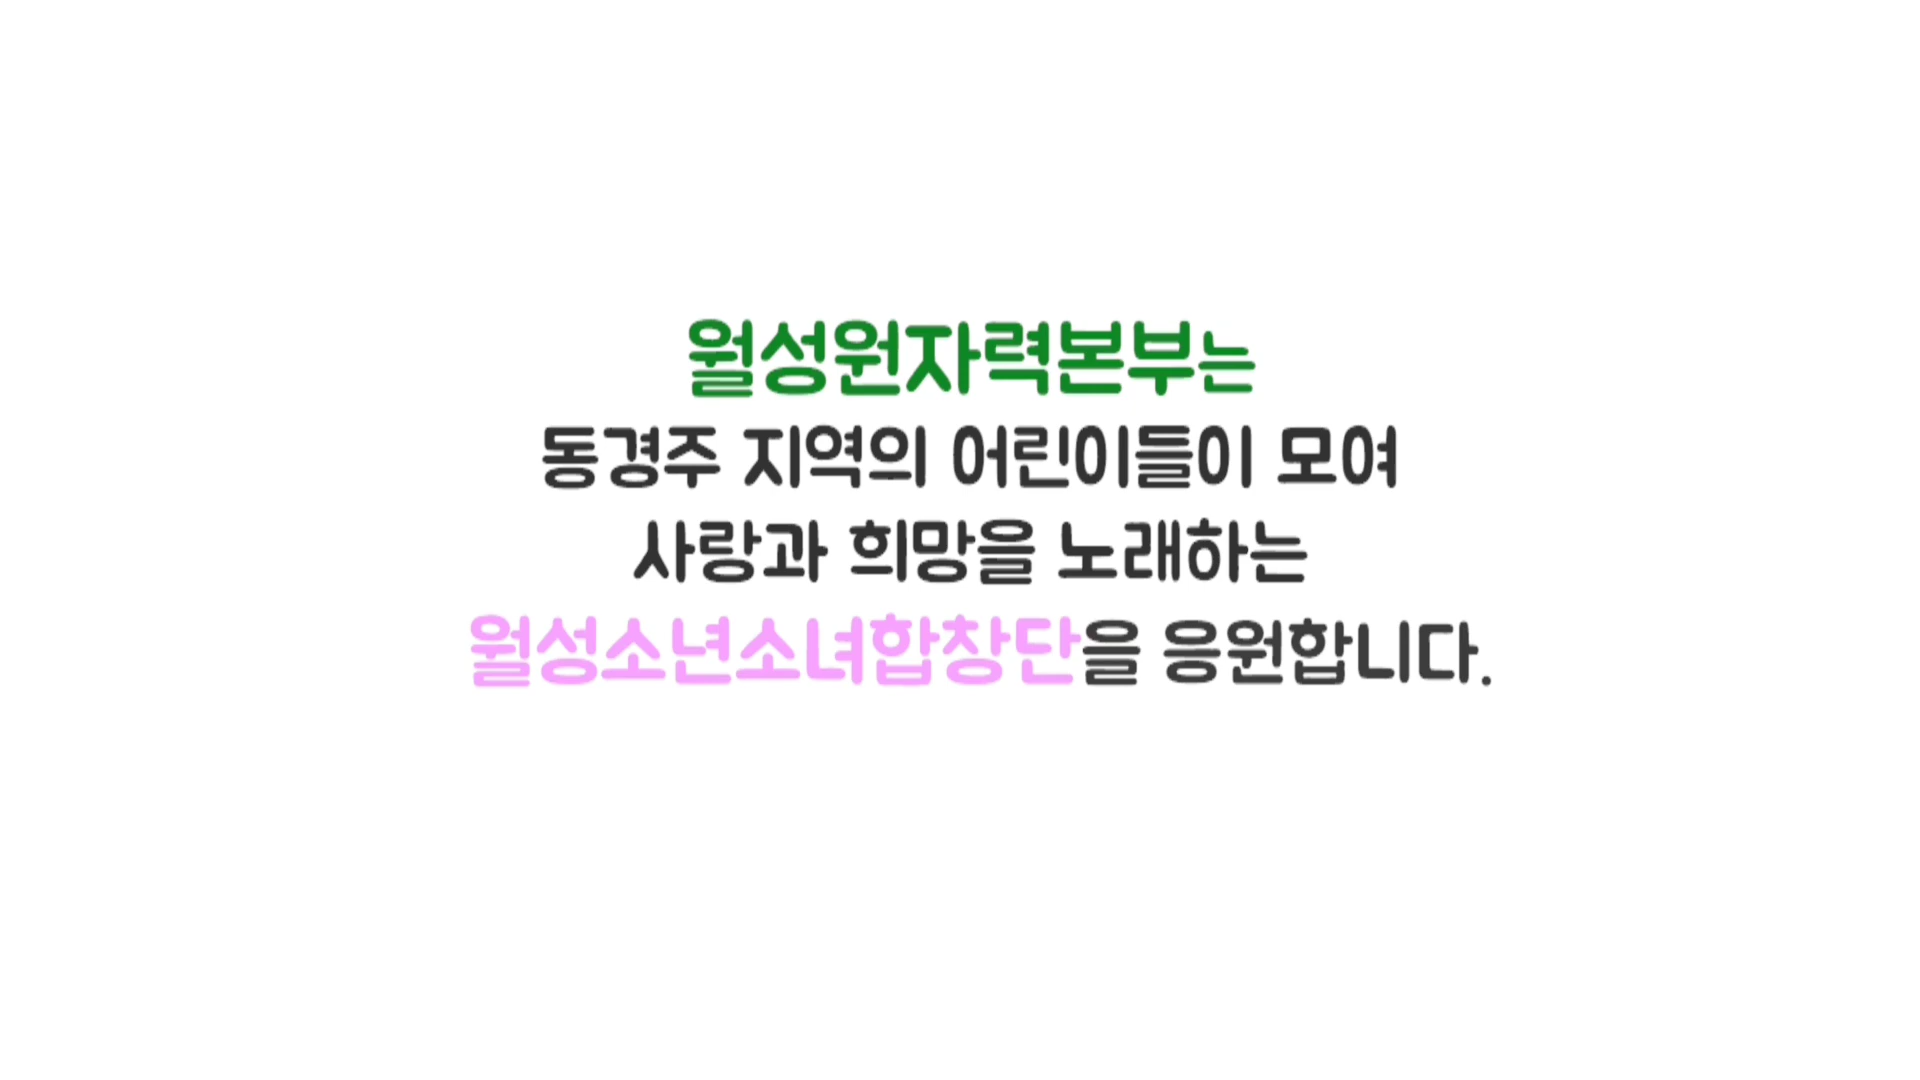 월성원자력본부는
동경주 지역의 어린이들이 모여
사랑과 희망을 노래하는
월성소년소녀합창단을 응원합니다.